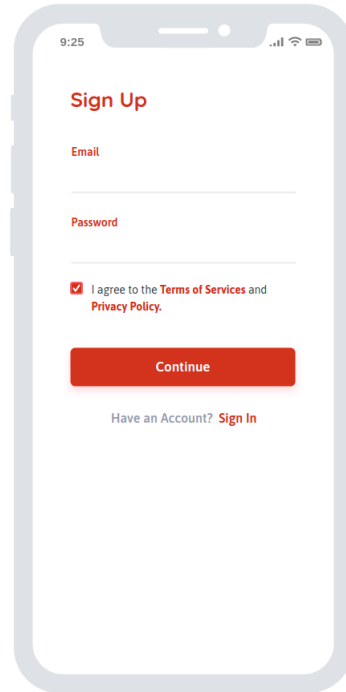 9:25
Sign Up
Email
Password
I agree to the Terms of Services and
Privacy Policy.
Continue
Have an Account? Sign In